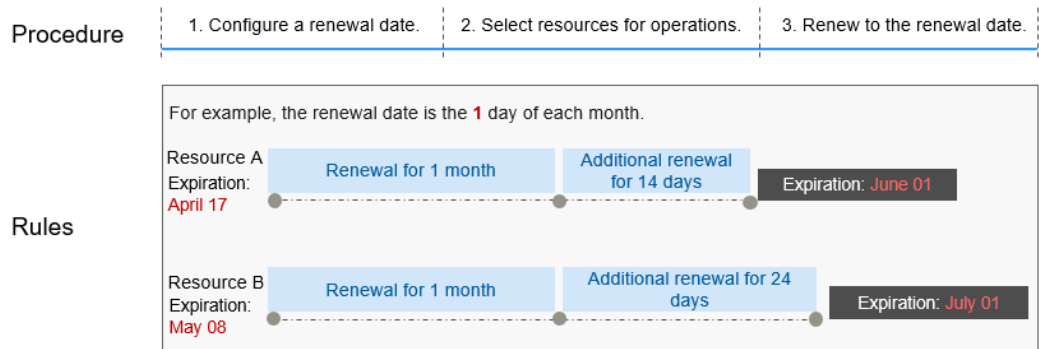 Procedure
1. Configure a renewal date.
2. Select resources for operations.
3. Renew to the renewal date.
Rules
For example, the renewal date is the 1 day of each month.
Resource A
Expiration:
April 17
Renewal for 1 month
Additional renewal
for 14 days
Expiration: June 01
Resource B
Expiration:
May 08
Renewal for 1 month
Additional renewal for 24
days
Expiration: July 01